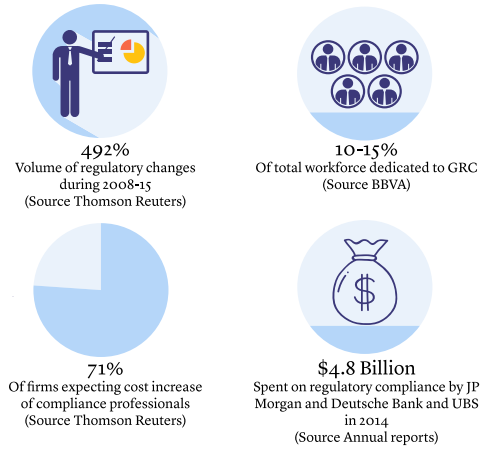 492%
Volume of regulatory changes
during 2008-15
(Source Thomson Reuters)
10-15%
Of total workforce dedicated to GRC
(Source BBVA)
71%
Of firms expecting cost increase
of compliance professionals
(Source Thomson Reuters)
$
$4.8 Billion
Spent on regulatory compliance by JP
Morgan and Deutsche Bank and UBS
in 2014
(Source Annual reports)